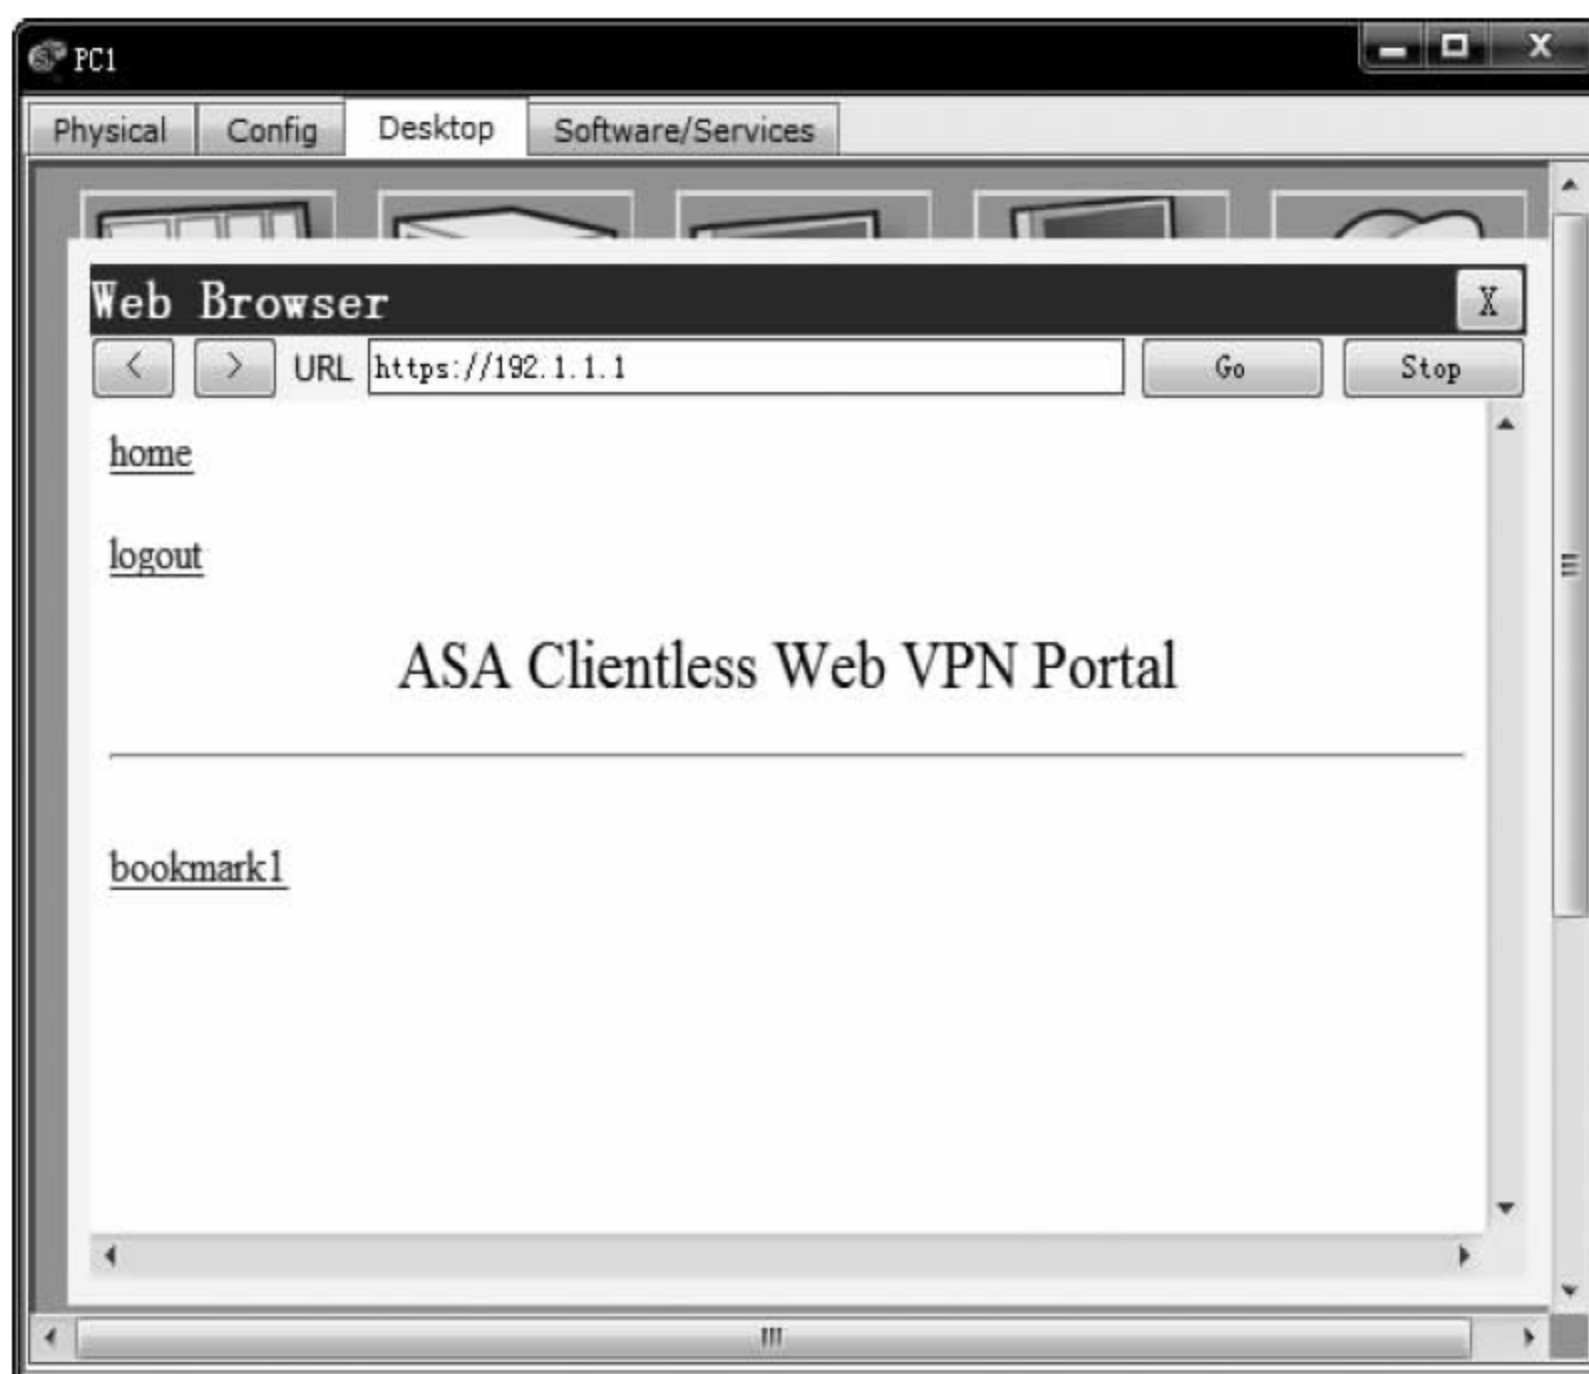 PC1
X
Physical Config Desktop Software/Services
Web Browser
X
< > URL https://192.1.1.1 Go Stop
home
logout
ASA Clientless Web VPN Portal
bookmark1